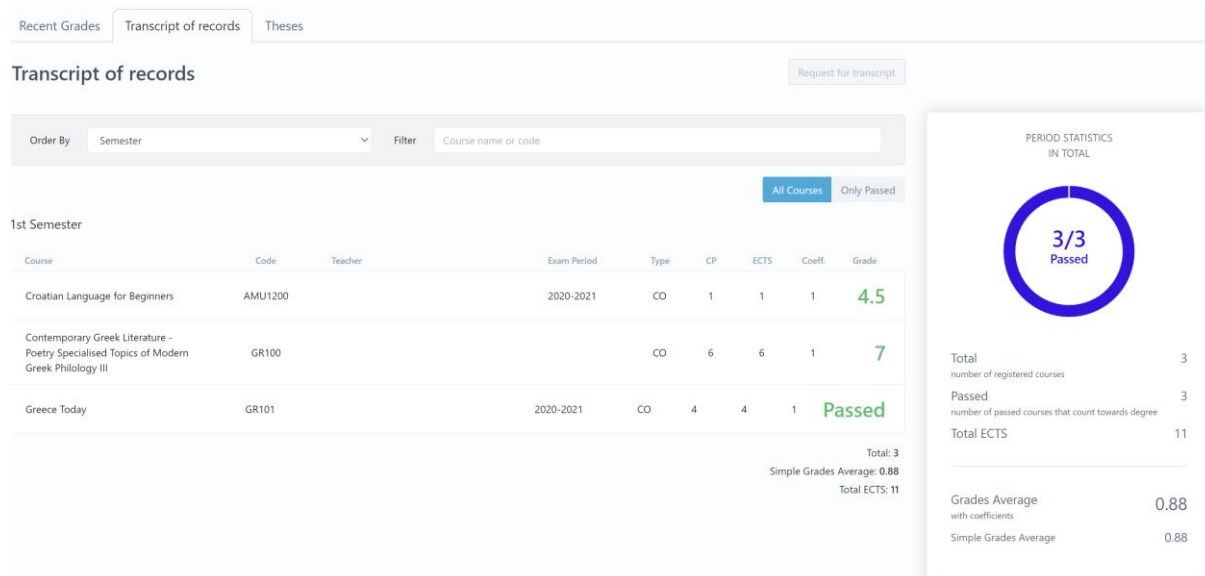 Recent Grades Transcript of records Theses
Transcript of records
Request for transcript
Order By Semester Filter Course name or code
All Courses Only Passed
1st Semester
Course Code Teacher Exam Period Type CP ECTS Coeff. Grade
Croatian Language for Beginners AMU1200 2020-2021 CO 1 1 1 4.5
Contemporary Greek Literature -
Poetry Specialised Topics of Modern
Greek Philology III
GR100 CO 6 6 1 7
Greece Today GR101 2020-2021 CO 4 4 1 Passed
Total: 3
Simple Grades Average: 0.88
Total ECTS: 11
PERIOD STATISTICS
IN TOTAL
3/3
Passed
Total 3
number of registered courses
Passed 3
number of passed courses that count towards degree
Total ECTS 11
Grades Average 0.88
with coefficients
Simple Grades Average 0.88